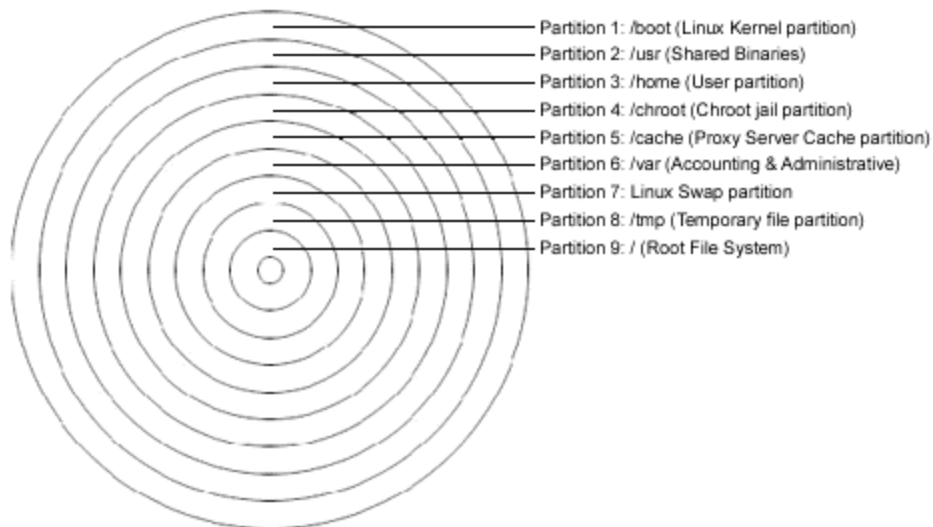 Partition 1: /boot (Linux Kernel partition)
Partition 2: /usr (Shared Binaries)
Partition 3: /home (User partition)
Partition 4: /chroot (Chroot jail partition)
Partition 5: /cache (Proxy Server Cache partition)
Partition 6: /var (Accounting & Administrative)
Partition 7: Linux Swap partition
Partition 8: /tmp (Temporary file partition)
Partition 9: / (Root File System)